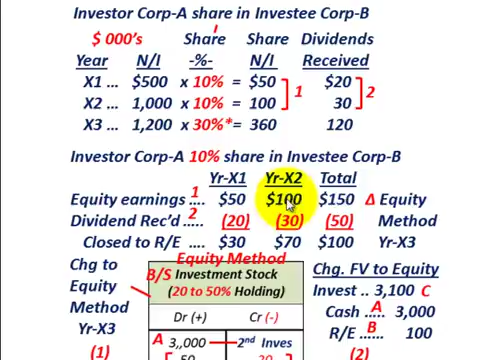 Investor Corp-A share in Investee Corp-B
$ 000's Share Share Dividends
Year N/I -%- N/I Received
X1 ... $500 x 10% = $50 1 $20 2
X2 ... 1,000 x 10% = 100 30
X3 ... 1,200 x 30%* = 360 120
Investor Corp-A 10% share in Investee Corp-B
Yr-X1 Yr-X2 Total
Equity earnings .... 1 $50 $100 $150 Δ Equity
Dividend Rec'd ..... 2 (20) (30) (50) Method
Closed to R/E .... $30 $70 $100 Yr-X3
Equity Method
Chg to
Equity
Method
Yr-X3
(1)
B/S Investment Stock
(20 to 50% Holding)
Dr (+) Cr (-)
A 3,,000 2nd Inves
50 20
Chg. FV to Equity
Invest .. 3,100 C
Cash ..... A 3,000
R/E ..... B 100
(2)